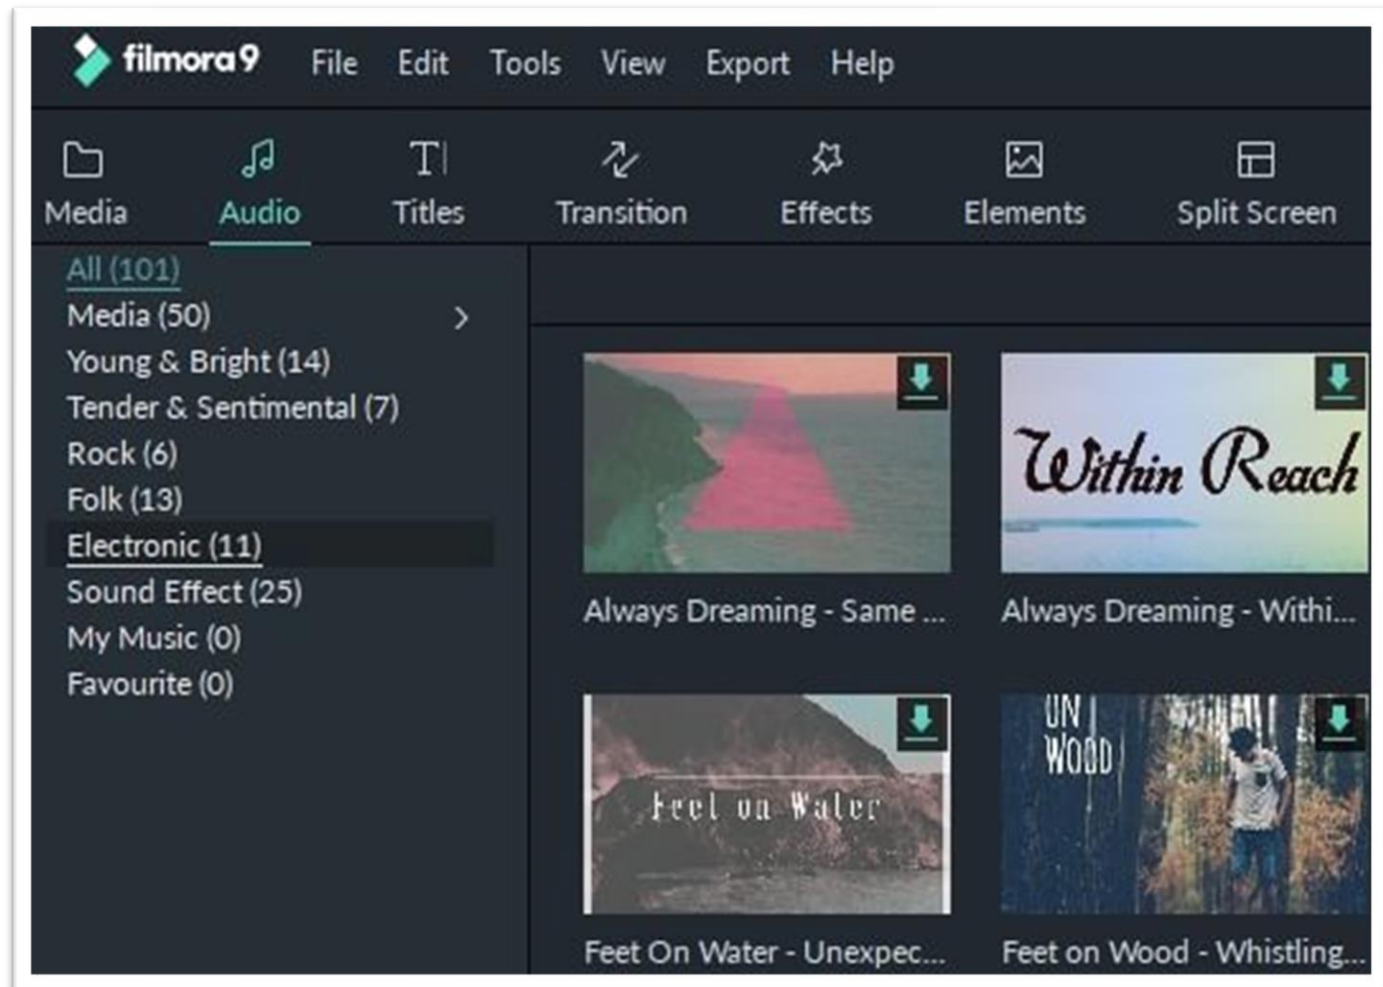 filmora9 File Edit Tools View Export Help
Media Audio Titles Transition Effects Elements Split Screen
All (101)
Media (50)
Young & Bright (14)
Tender & Sentimental (7)
Rock (6)
Folk (13)
Electronic (11)
Sound Effect (25)
My Music (0)
Favourite (0)
Within Reach
Always Dreaming - Same ...
Always Dreaming - Withi...
Feet on Water
ON
WOOD
Feet On Water - Unexpec...
Feet on Wood - Whistling...